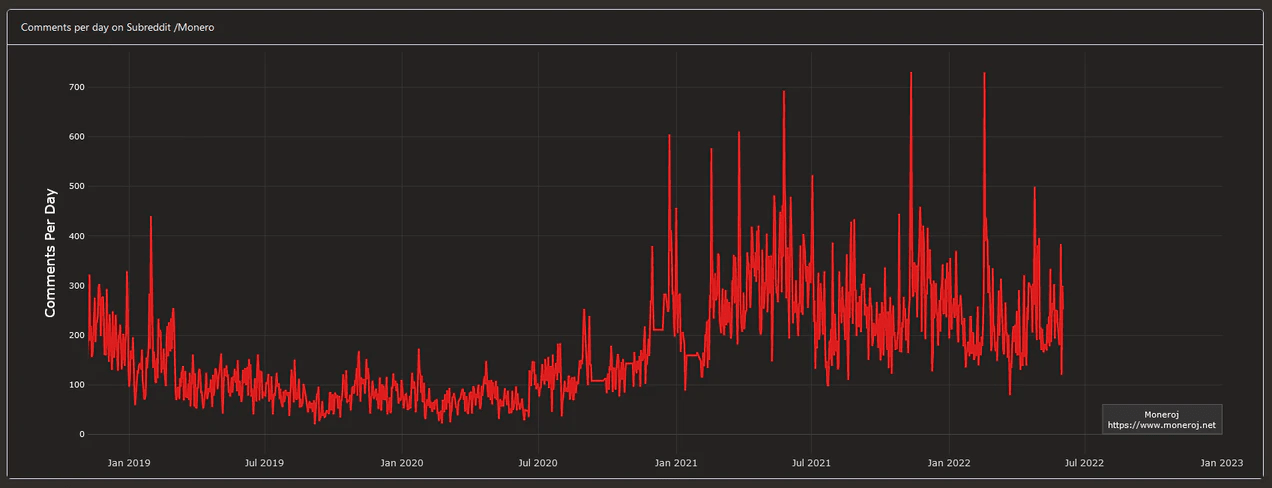 Comments per day on Subreddit /Monero
Comments Per Day
700
600
500
400
300
200
100
0
Jan 2019
Jul 2019
Jan 2020
Jul 2020
Jan 2021
Jul 2021
Jan 2022
Jul 2022
Jan 2023
Moneroj
https://www.moneroj.net